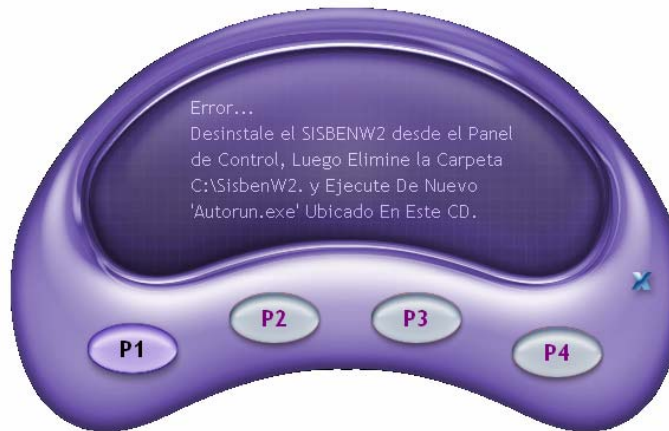 Error...
Desinstale el SISBENW2 desde el Panel
de Control, Luego Elimine la Carpeta
C:\SisbenW2. y Ejecute De Nuevo
'Autorun.exe' Ubicado En Este CD.
X
P2 P3
P1 P4